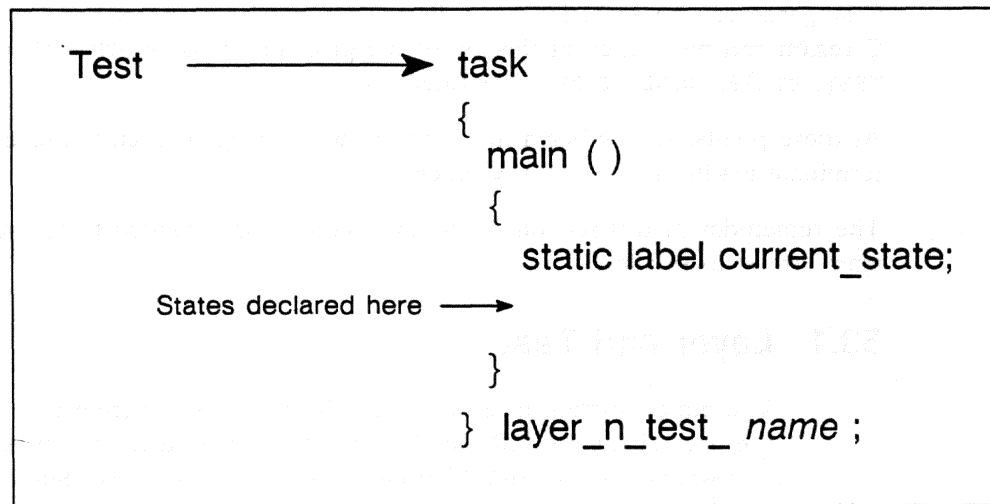 Test task
{
main ( )
{
static label current_state;
States declared here
}
} layer_n_test_ name ;